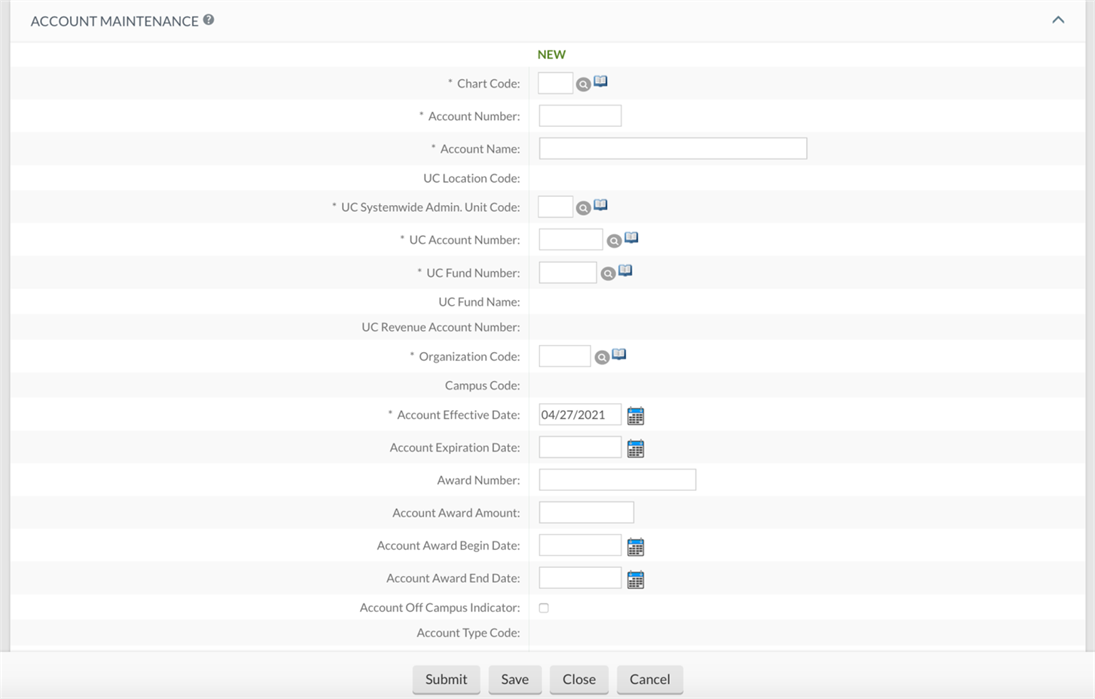 ACCOUNT MAINTENANCE ?
NEW
* Chart Code:
* Account Number:
* Account Name:
UC Location Code:
* UC Systemwide Admin. Unit Code:
* UC Account Number:
* UC Fund Number:
UC Fund Name:
UC Revenue Account Number:
* Organization Code:
Campus Code:
* Account Effective Date: 04/27/2021
Account Expiration Date:
Award Number:
Account Award Amount:
Account Award Begin Date:
Account Award End Date:
Account Off Campus Indicator:
Account Type Code:
Submit Save Close Cancel